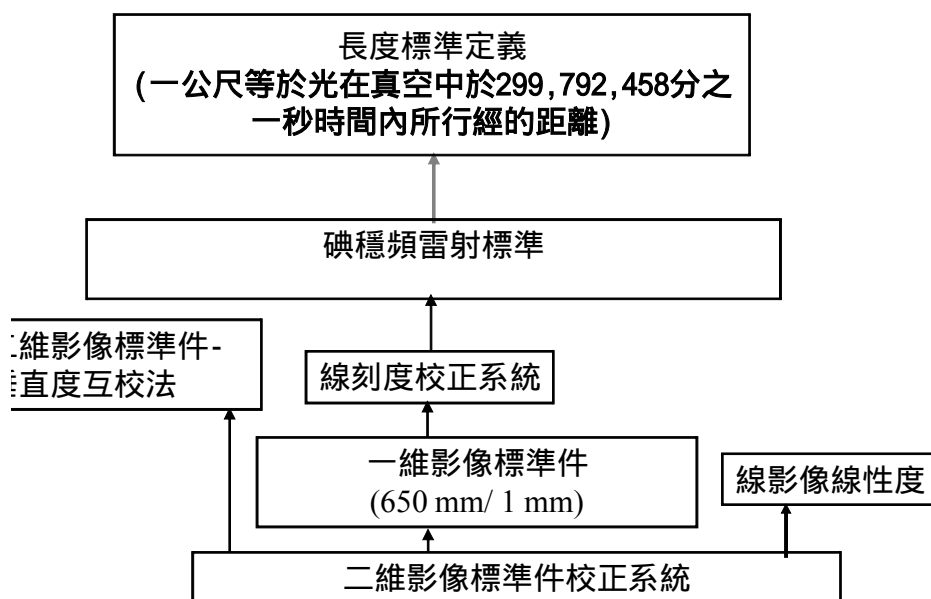 長度標準定義
(一公尺等於光在真空中於299,792,458分之
一秒時間內所行經的距離)
碘穩頻雷射標準
維影像標準件-
直度互校法
線刻度校正系統
一維影像標準件
(650 mm/ 1 mm)
線影像線性度
二維影像標準件校正系統